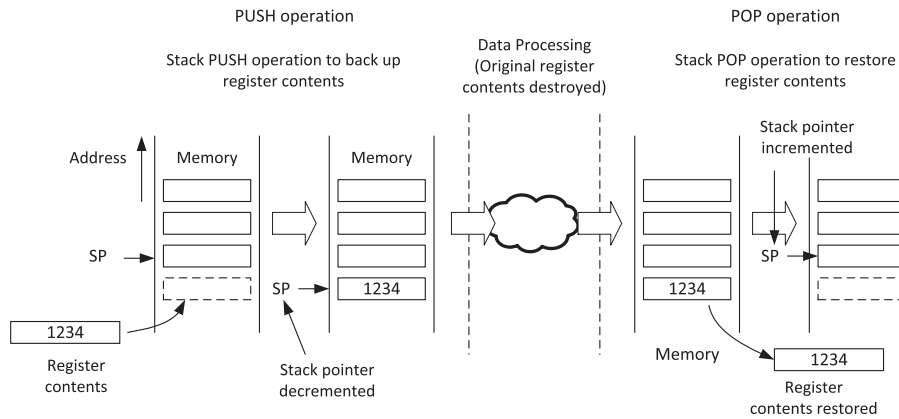 PUSH operation
Stack PUSH operation to back up
register contents
Data Processing
(Original register
contents destroyed)
POP operation
Stack POP operation to restore
register contents
Address
Memory
SP
1234
Register
contents
Memory
SP
1234
Stack pointer
decremented
1234
Memory
Stack pointer
incremented
SP
1234
Register
contents restored